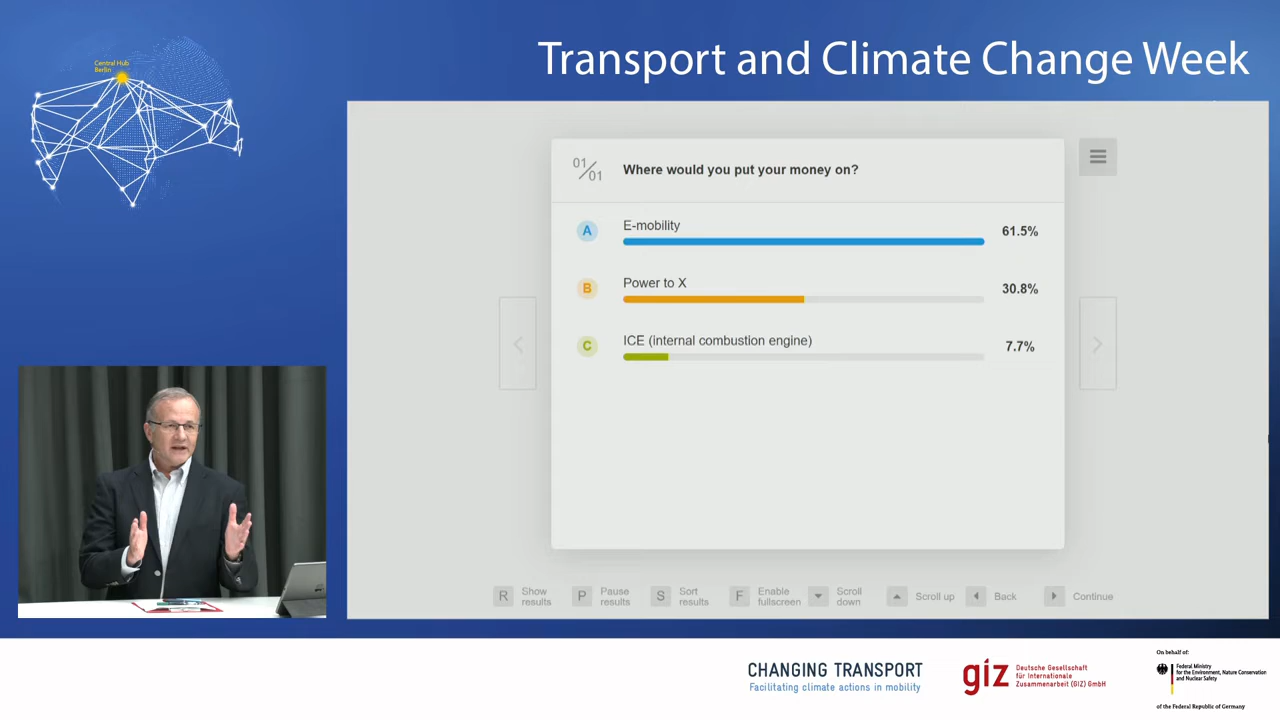 Transport and Climate Change Week
Central Hub
Berlin
01/01
Where would you put your money on?
A
E-mobility
61.5%
B
Power to X
30.8%
C
ICE (internal combustion engine)
7.7%
R
Show
results
P
Pause
results
S
Sort
results
F
Enable
fullscreen
Scroll
down
Scroll up
Back
Continue
CHANGING TRANSPORT
Facilitating climate actions in mobility
giz
Deutsche Gesellschaft
für Internationale
Zusammenarbeit (GIZ) GmbH
On behalf of:
Federal Ministry
for the Environment, Nature Conservation
and Nuclear Safety
of the Federal Republic of Germany